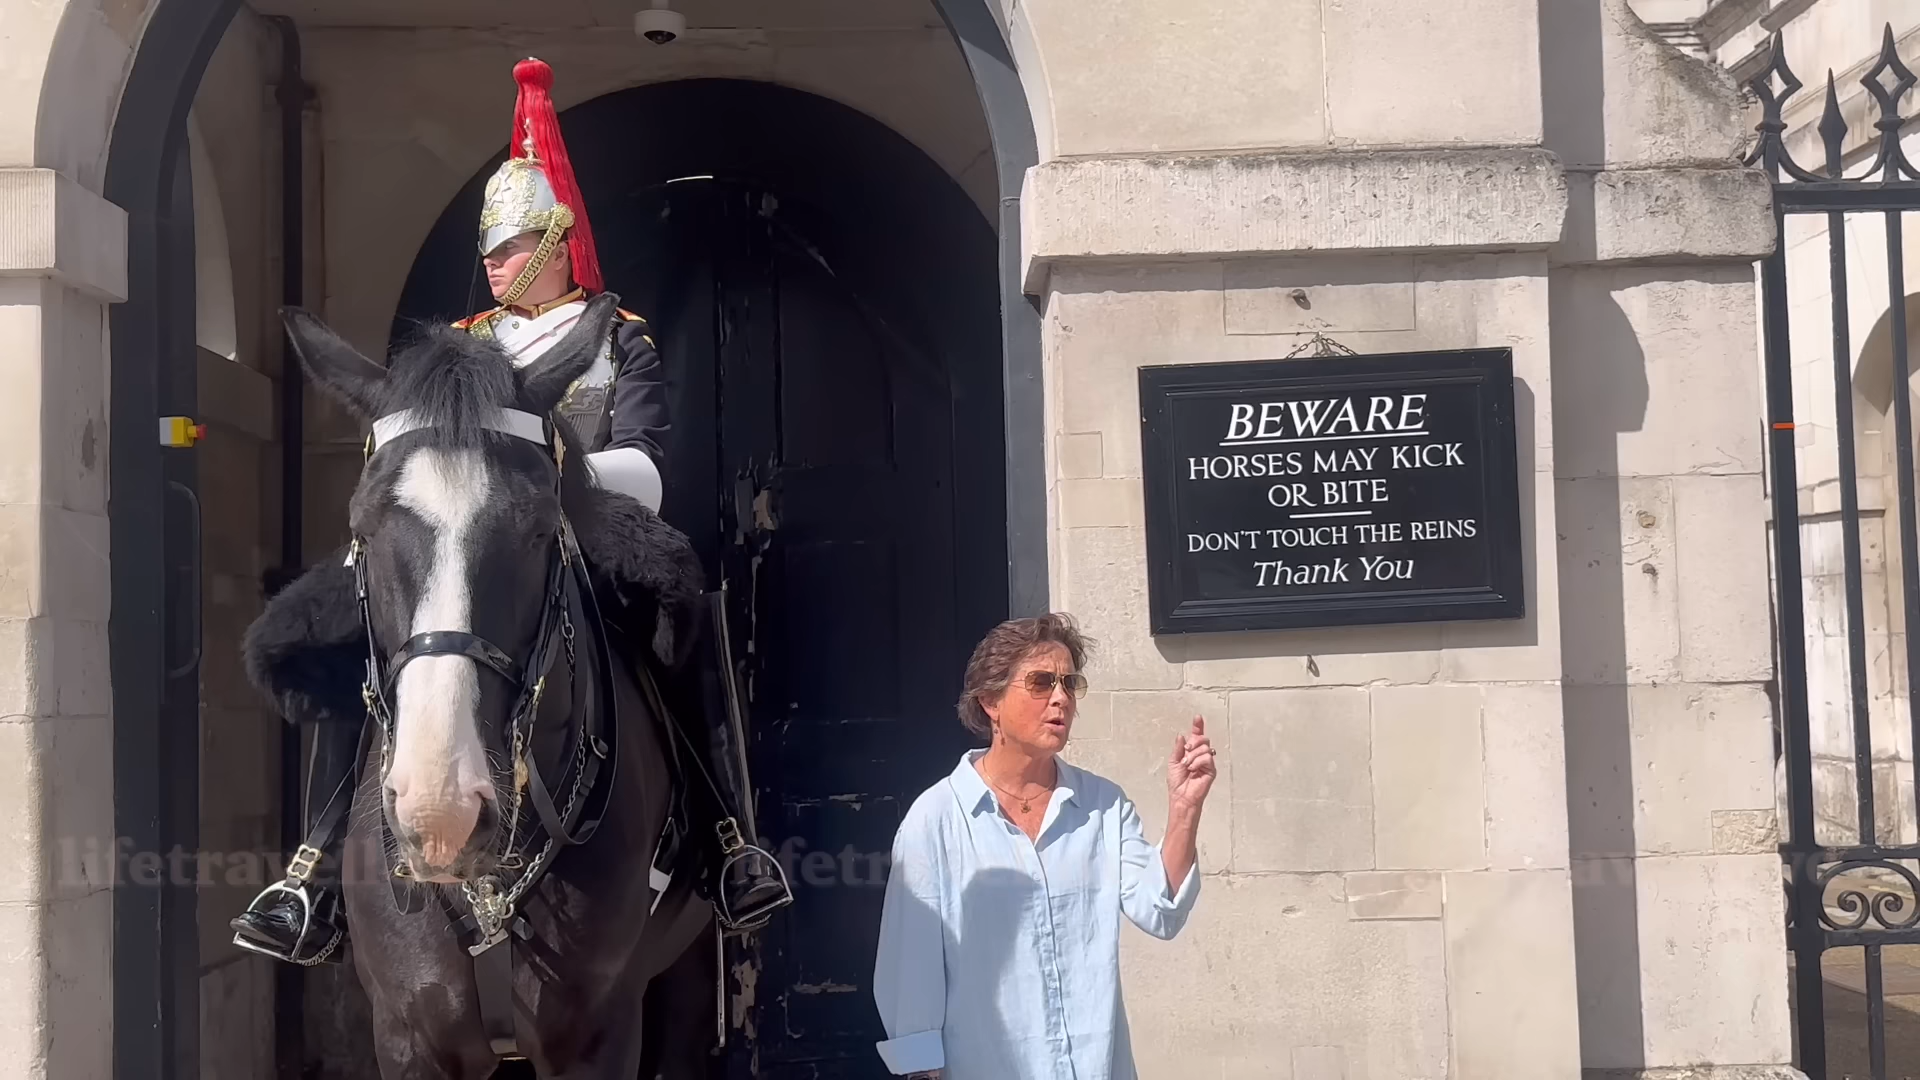 BEWARE
HORSES MAY KICK
OR BITE
DON'T TOUCH THE REINS
Thank You